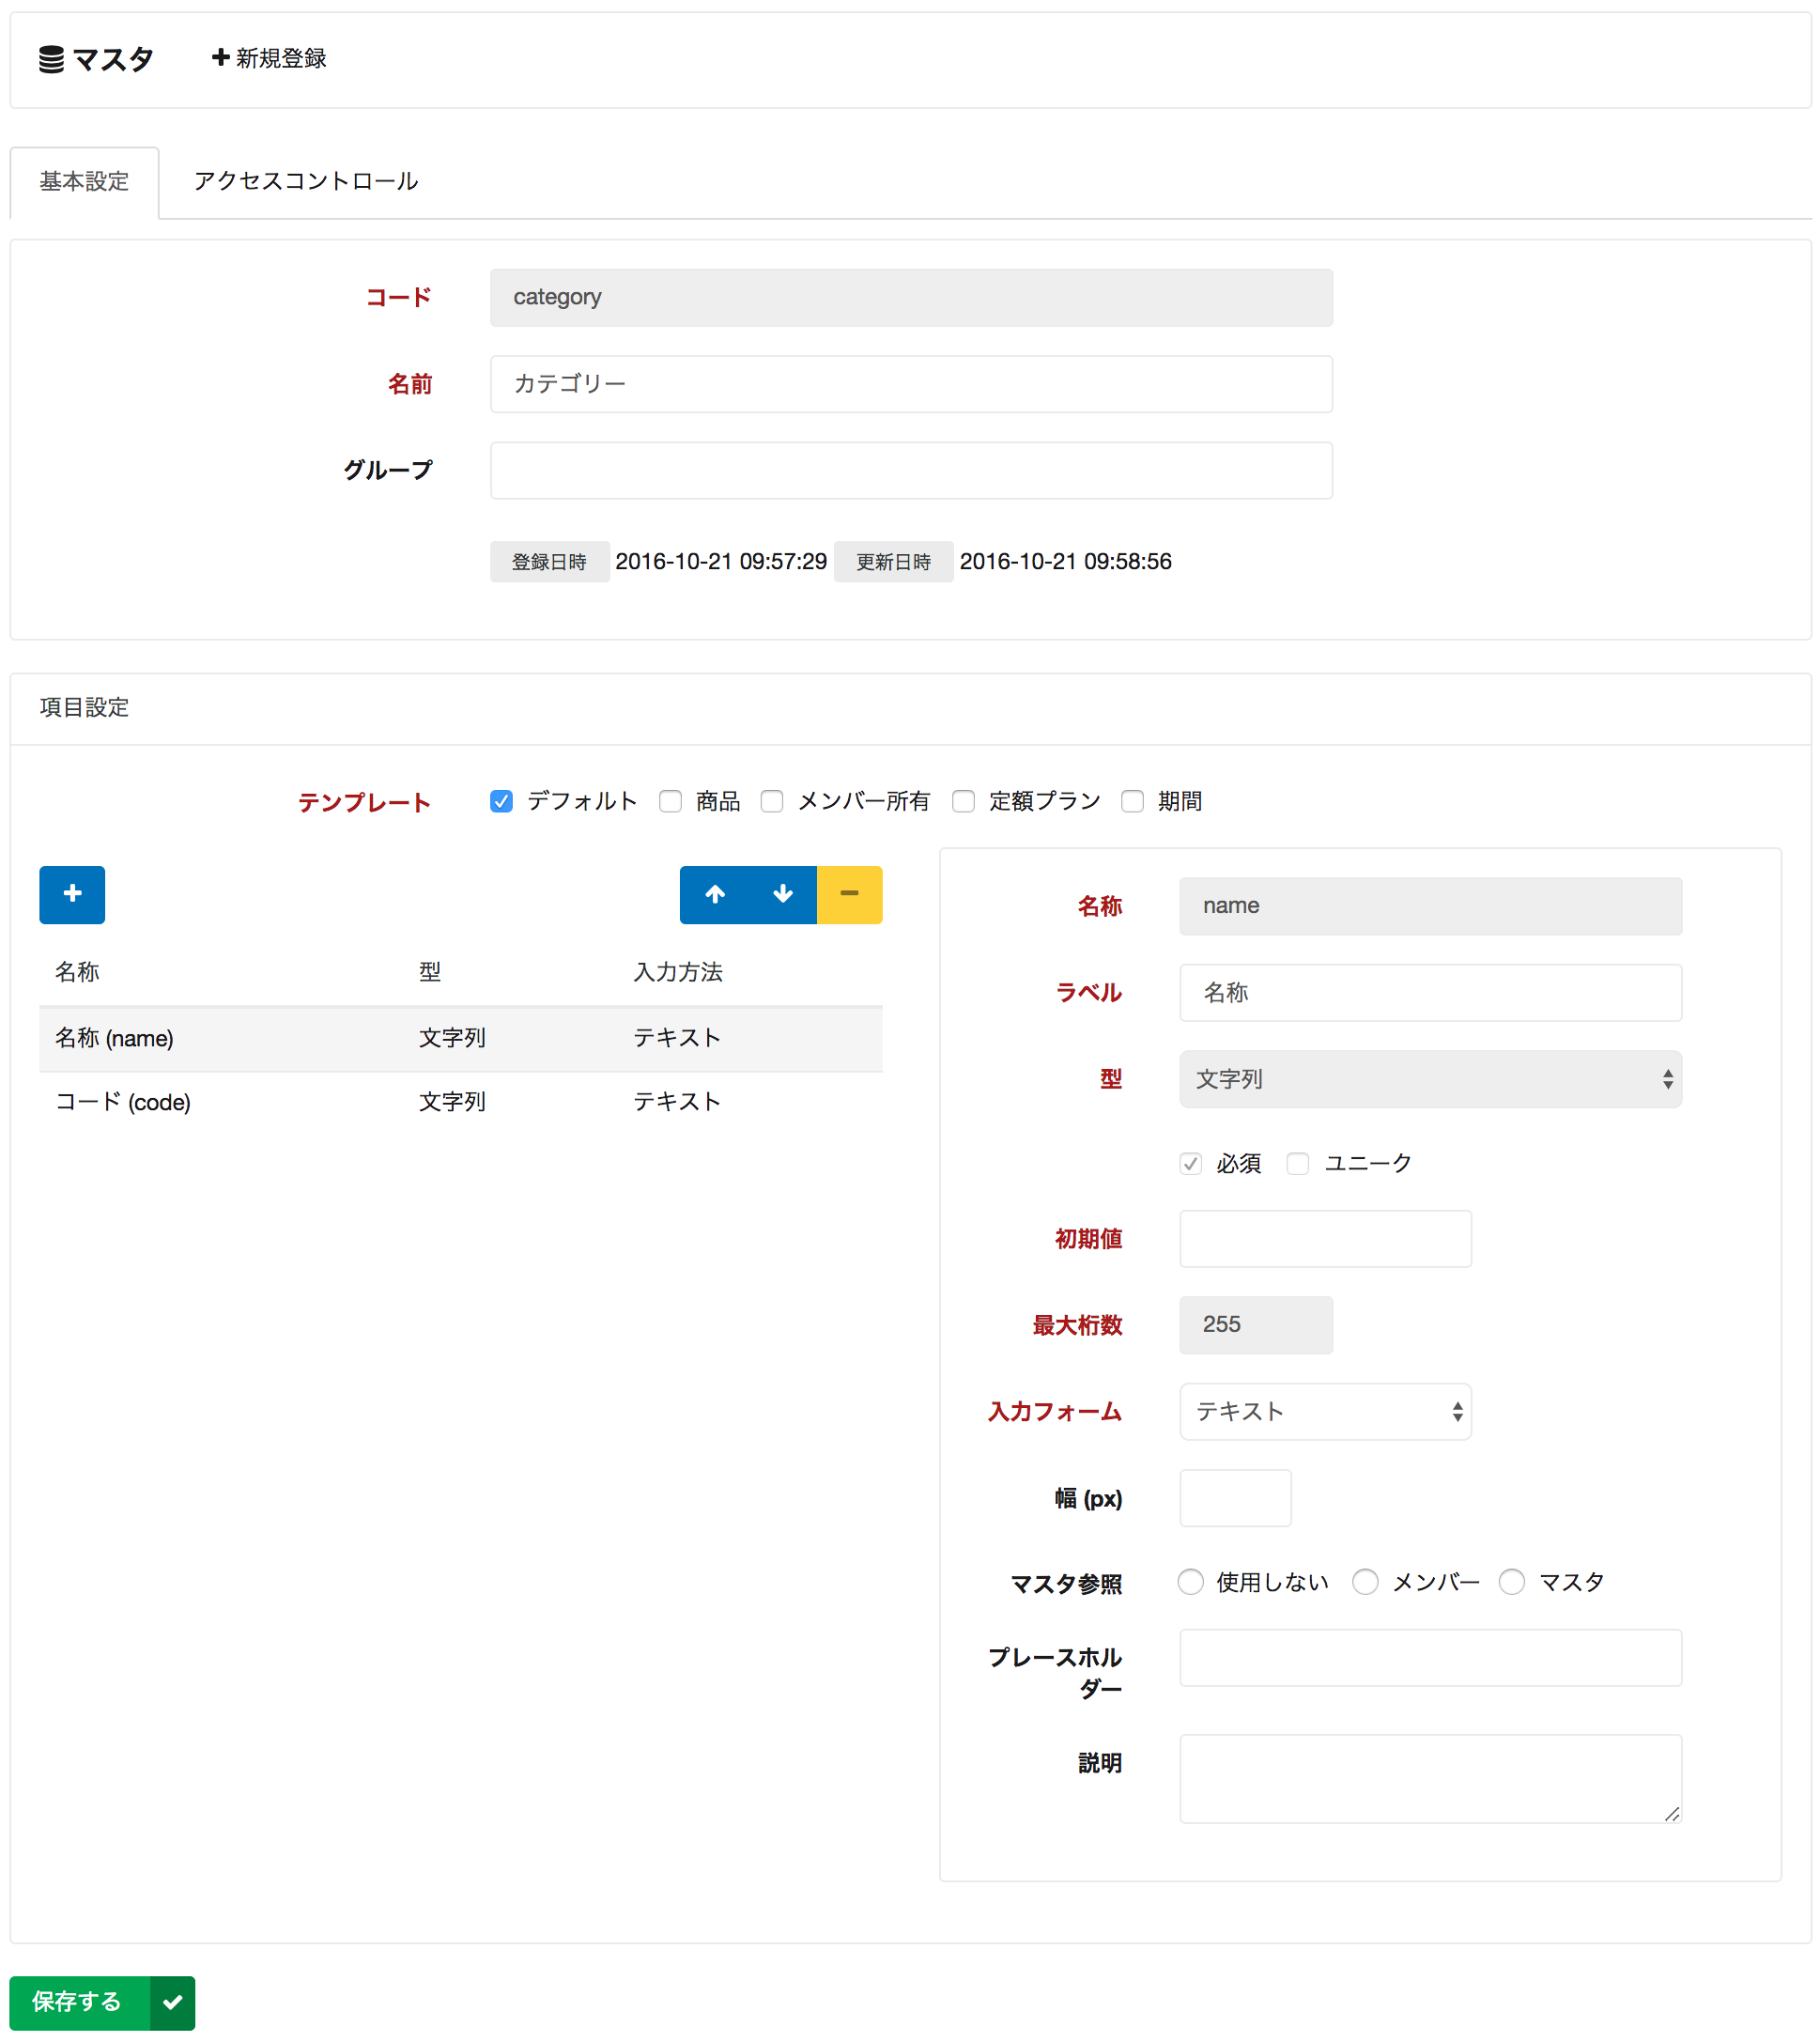 マスタ 新規登録
基本設定 アクセスコントロール
コード category
名前 カテゴリー
グループ
登録日時 2016-10-21 09:57:29 更新日時 2016-10-21 09:58:56
項目設定
テンプレート デフォルト 商品 メンバー所有 定額プラン 期間
名称 型 入力方法
名称 (name) 文字列 テキスト
コード (code) 文字列 テキスト
名称 name
ラベル 名称
型 文字列
必須 ユニーク
初期値
最大桁数 255
入力フォーム テキスト
幅 (px)
マスタ参照 使用しない メンバー マスタ
プレースホル
ダー
説明
保存する